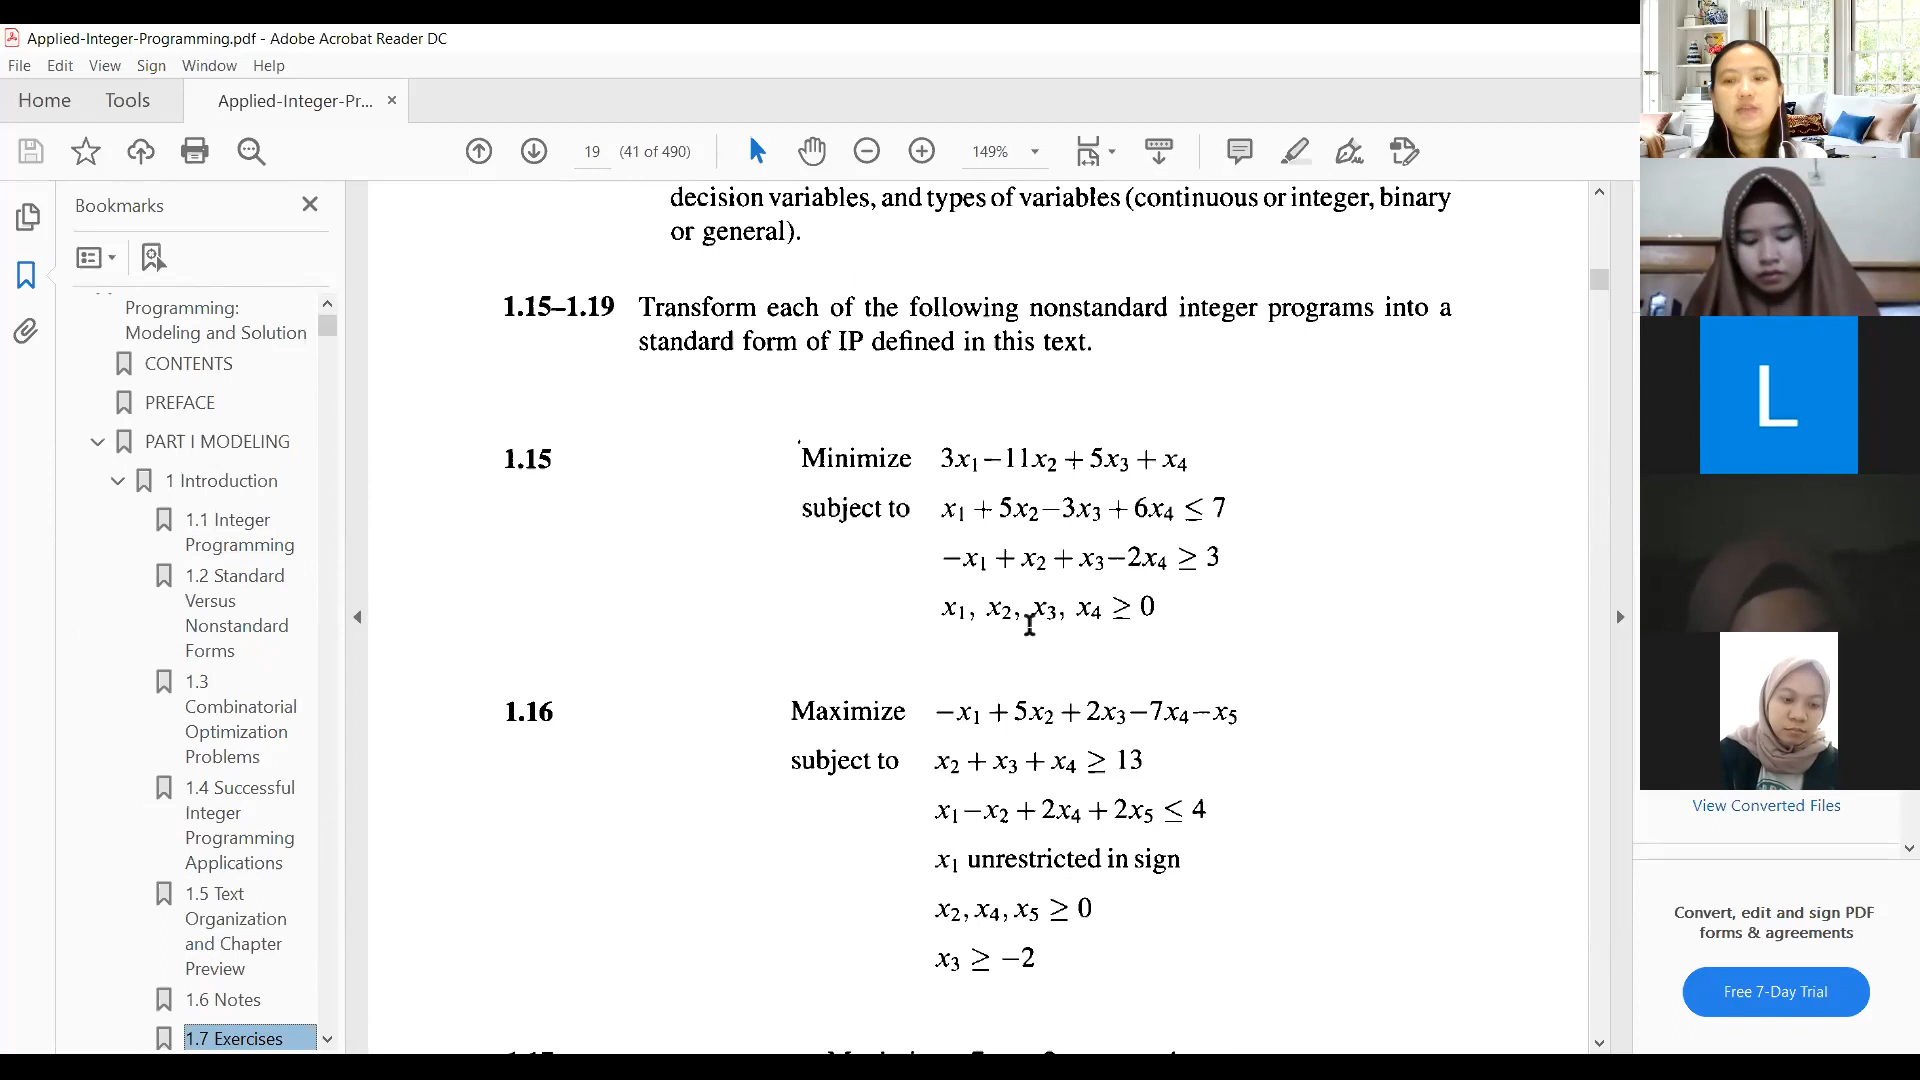 Applied-Integer-Programming.pdf - Adobe Acrobat Reader DC
File Edit View Sign Window Help
Home Tools Applied-Integer-Pr... ×
19 (41 of 490) 149%
Bookmarks
Programming:
Modeling and Solution
CONTENTS
PREFACE
PART I MODELING
1 Introduction
1.1 Integer
Programming
1.2 Standard
Versus
Nonstandard
Forms
1.3
Combinatorial
Optimization
Problems
1.4 Successful
Integer
Programming
Applications
1.5 Text
Organization
and Chapter
Preview
1.6 Notes
1.7 Exercises
decision variables, and types of variables (continuous or integer, binary
or general).
1.15–1.19 Transform each of the following nonstandard integer programs into a
standard form of IP defined in this text.
1.15 Minimize 3x₁−11x₂+5x₃+x₄
subject to x₁+5x₂−3x₃+6x₄ ≤ 7
−x₁+x₂+x₃−2x₄ ≥ 3
x₁, x₂, x₃, x₄ ≥ 0
1.16 Maximize −x₁+5x₂+2x₃−7x₄−x₅
subject to x₂+x₃+x₄ ≥ 13
x₁−x₂+2x₄+2x₅ ≤ 4
x₁ unrestricted in sign
x₂, x₄, x₅ ≥ 0
x₃ ≥ −2
L
View Converted Files
Convert, edit and sign PDF
forms & agreements
Free 7-Day Trial